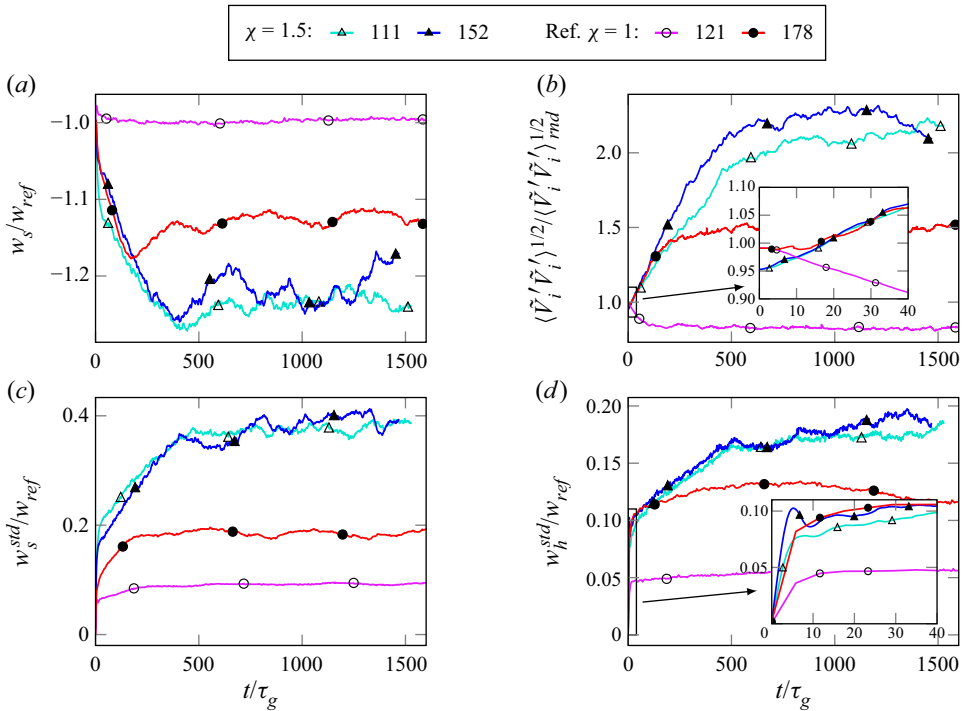 χ = 1.5: 111 152 Ref. χ = 1: 121 178
(a)
w_s/w_ref
−1.0
−1.1
−1.2
0 500 1000 1500
(b)
⟨Ṽ_i′ Ṽ_i′⟩^1/2/⟨Ṽ_i′ Ṽ_i′⟩^1/2_rnd
2.0
1.5
1.0
0 500 1000 1500
1.10
1.05
1.00
0.95
0.90
0 10 20 30 40
(c)
w_s^std/w_ref
0.4
0.2
0
0 500 1000 1500
t/τ_g
(d)
w_h^std/w_ref
0.20
0.15
0.10
0.05
0
0 500 1000 1500
t/τ_g
0.10
0.05
0 10 20 30 40